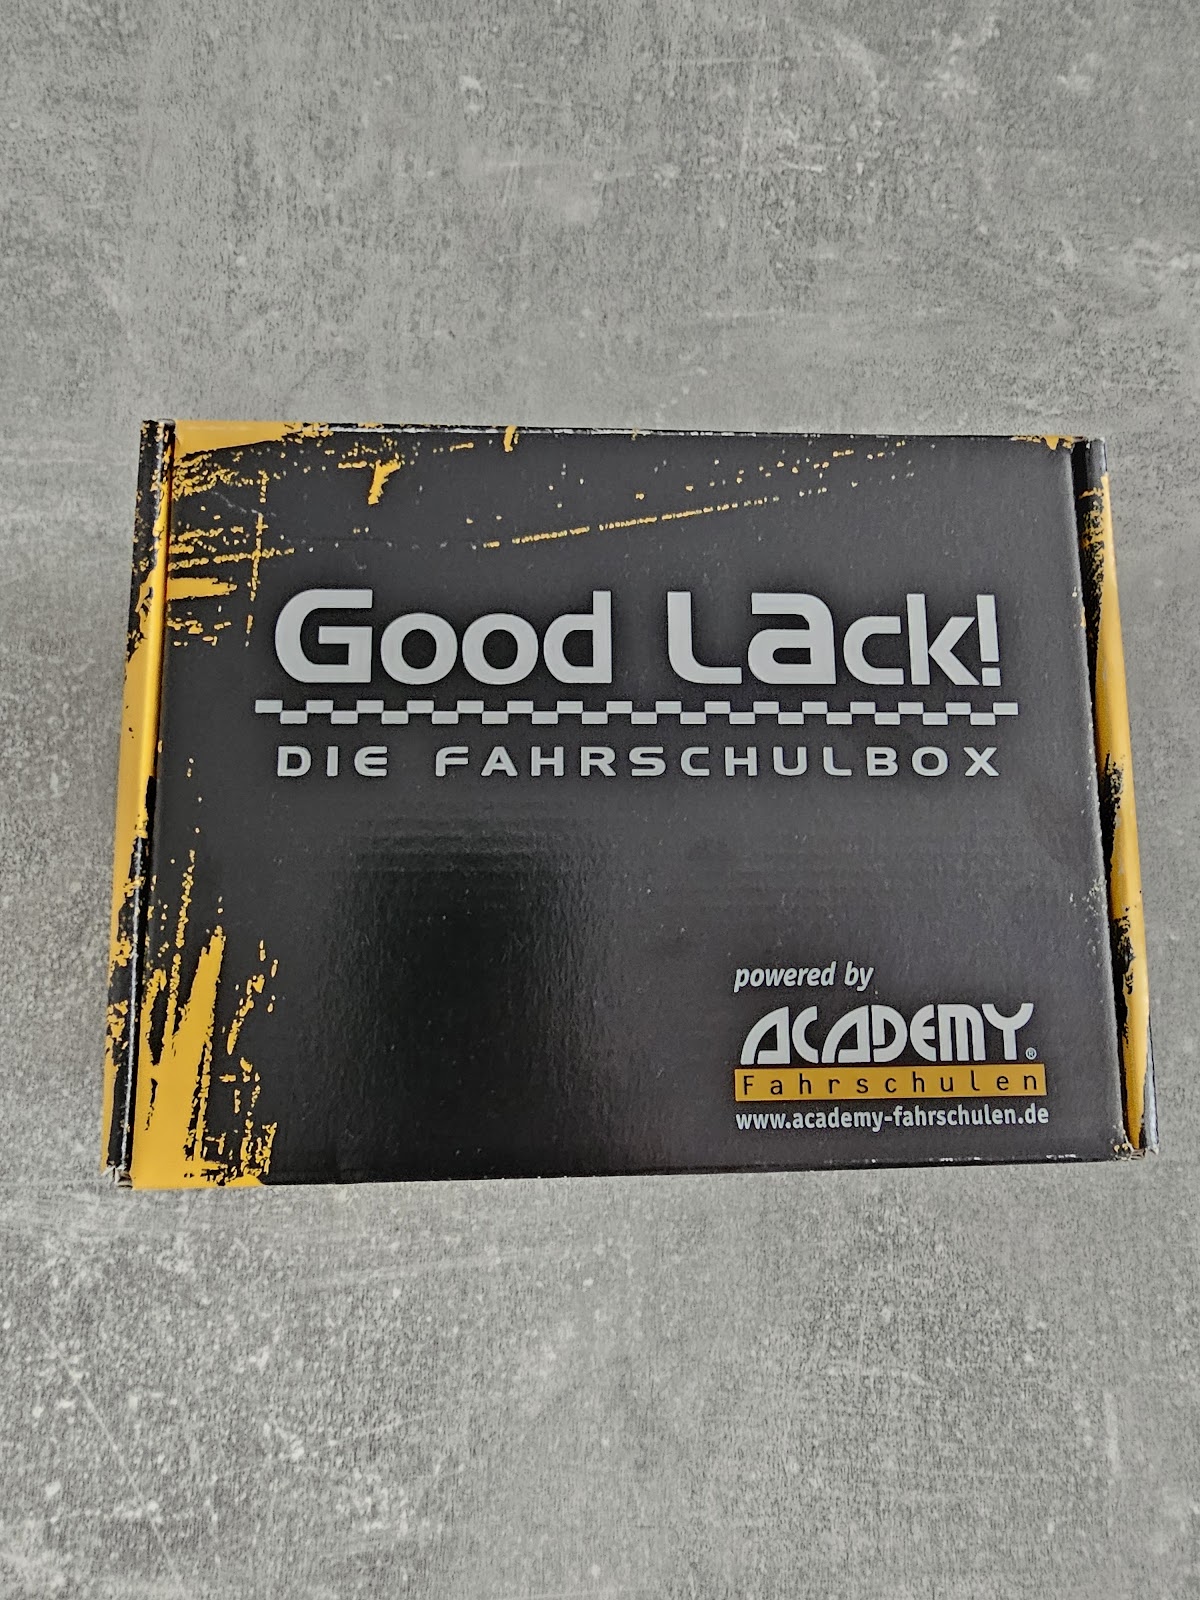 Good Lack!
DIE FAHRSCHULBOX
powered by
ACADEMY®
Fahrschulen
www.academy-fahrschulen.de